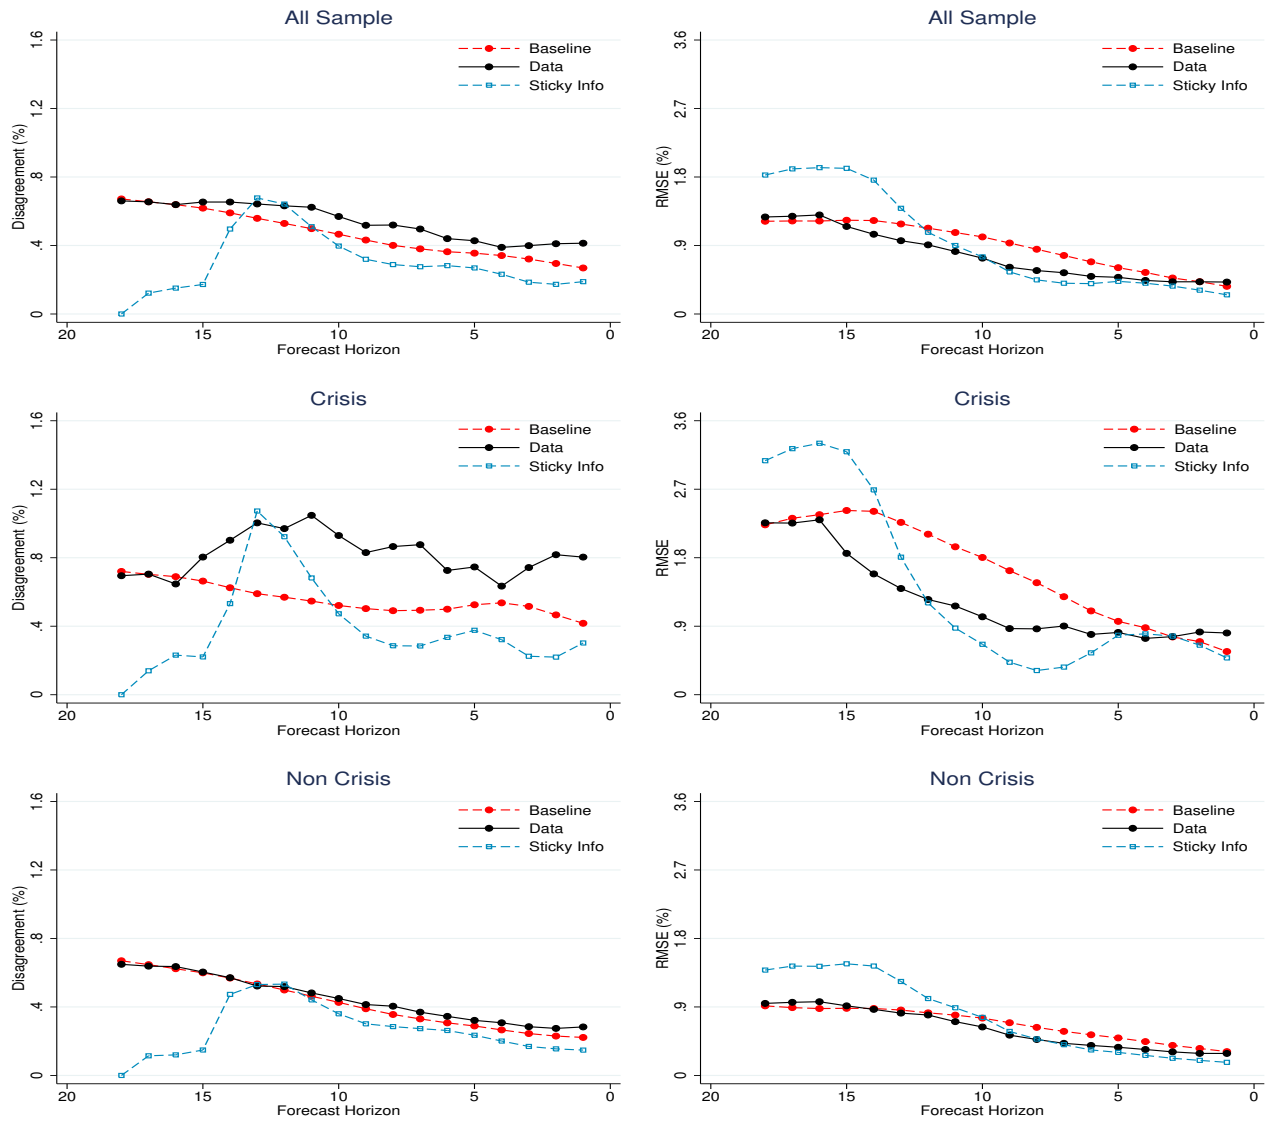 All Sample
Disagreement (%)
1.6
1.2
.8
.4
0
Baseline
Data
Sticky Info
20 15 10 5 0
Forecast Horizon
All Sample
RMSE (%)
3.6
2.7
1.8
.9
0
Baseline
Data
Sticky Info
20 15 10 5 0
Forecast Horizon
Crisis
Disagreement (%)
1.6
1.2
.8
.4
0
Baseline
Data
Sticky Info
20 15 10 5 0
Forecast Horizon
Crisis
RMSE
3.6
2.7
1.8
.9
0
Baseline
Data
Sticky Info
20 15 10 5 0
Forecast Horizon
Non Crisis
Disagreement (%)
1.6
1.2
.8
.4
0
Baseline
Data
Sticky Info
20 15 10 5 0
Forecast Horizon
Non Crisis
RMSE (%)
3.6
2.7
1.8
.9
0
Baseline
Data
Sticky Info
20 15 10 5 0
Forecast Horizon